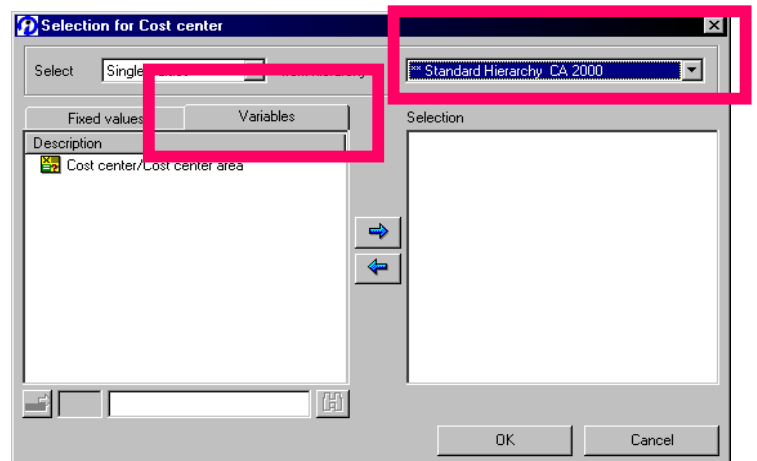 Selection for Cost center
Select Single ** Standard Hierarchy CA 2000
Fixed values Variables Selection
Description
Cost center/Cost center area
OK Cancel